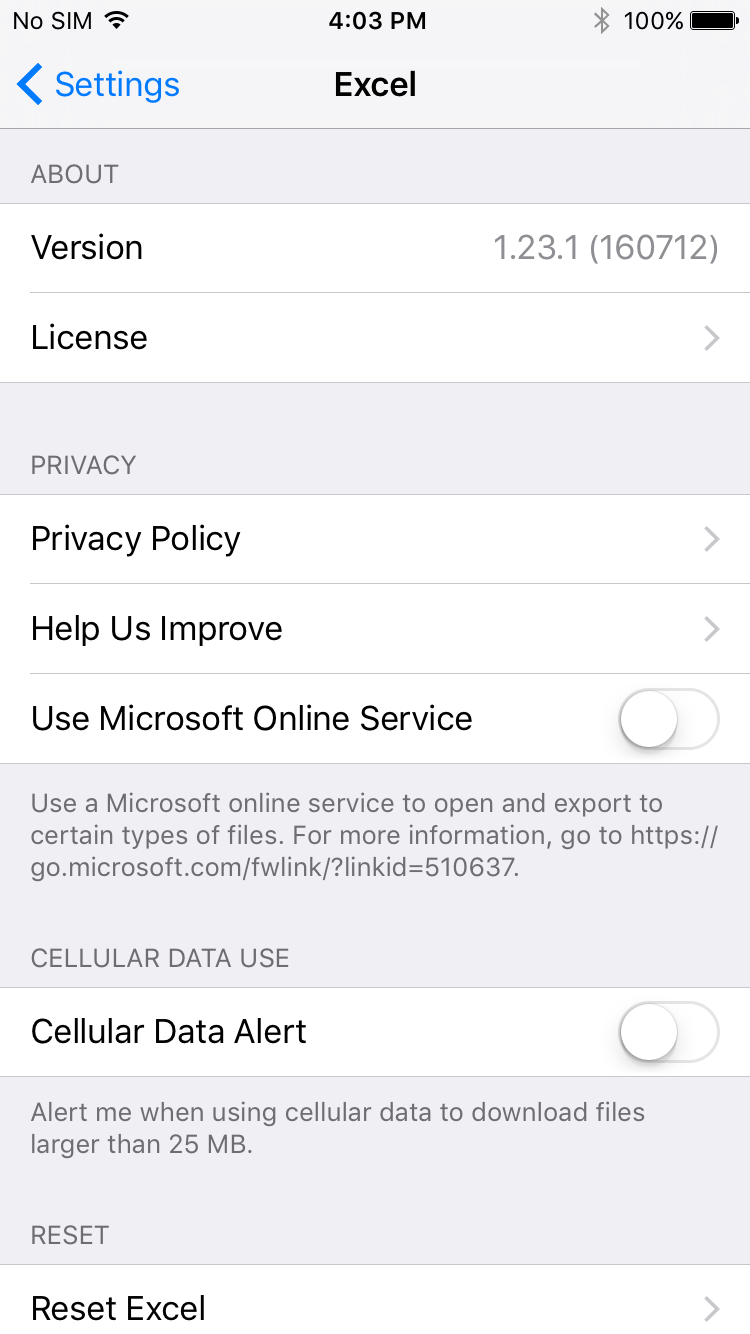 No SIM 4:03 PM 100%
Settings Excel
ABOUT
Version 1.23.1 (160712)
License
PRIVACY
Privacy Policy
Help Us Improve
Use Microsoft Online Service
Use a Microsoft online service to open and export to
certain types of files. For more information, go to https://
go.microsoft.com/fwlink/?linkid=510637.
CELLULAR DATA USE
Cellular Data Alert
Alert me when using cellular data to download files
larger than 25 MB.
RESET
Reset Excel